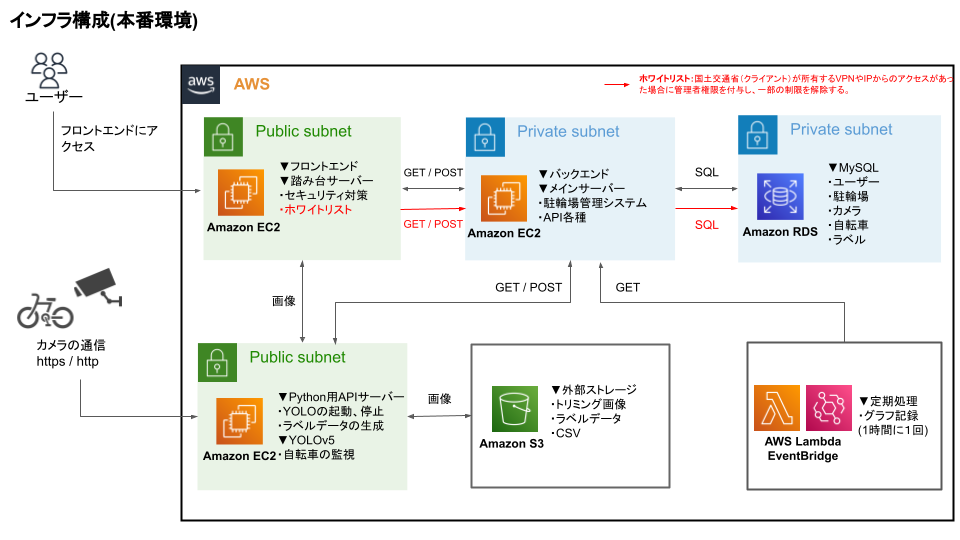 インフラ構成(本番環境)
ユーザー
フロントエンドにア
クセス
aws
AWS
ホワイトリスト：国土交通省（クライアント）が所有するVPNやIPからのアクセスがあっ
た場合に管理者権限を付与し、一部の制限を解除する。
Public subnet
▼フロントエンド
▼踏み台サーバー
・セキュリティ対策
・ホワイトリスト
Amazon EC2
GET / POST
GET / POST
Private subnet
▼バックエンド
▼メインサーバー
・駐輪場管理システム
・API各種
Amazon EC2
SQL
SQL
Private subnet
▼MySQL
・ユーザー
・駐輪場
・カメラ
・自転車
・ラベル
Amazon RDS
画像
GET / POST
GET
カメラの通信
https / http
Public subnet
▼Python用APIサーバー
・YOLOの起動、停止
・ラベルデータの生成
▼YOLOv5
・自転車の監視
Amazon EC2
画像
▼外部ストレージ
・トリミング画像
・ラベルデータ
・CSV
Amazon S3
▼定期処理
・グラフ記録
(1時間に1回)
AWS Lambda
EventBridge